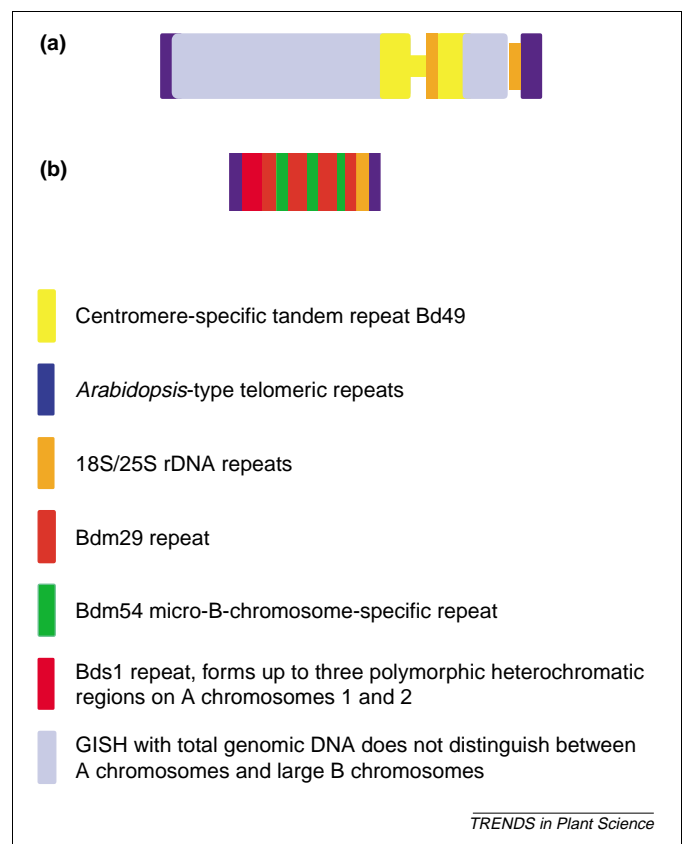 (a)
(b)
Centromere-specific tandem repeat Bd49
Arabidopsis-type telomeric repeats
18S/25S rDNA repeats
Bdm29 repeat
Bdm54 micro-B-chromosome-specific repeat
Bds1 repeat, forms up to three polymorphic heterochromatic
regions on A chromosomes 1 and 2
GISH with total genomic DNA does not distinguish between
A chromosomes and large B chromosomes
TRENDS in Plant Science